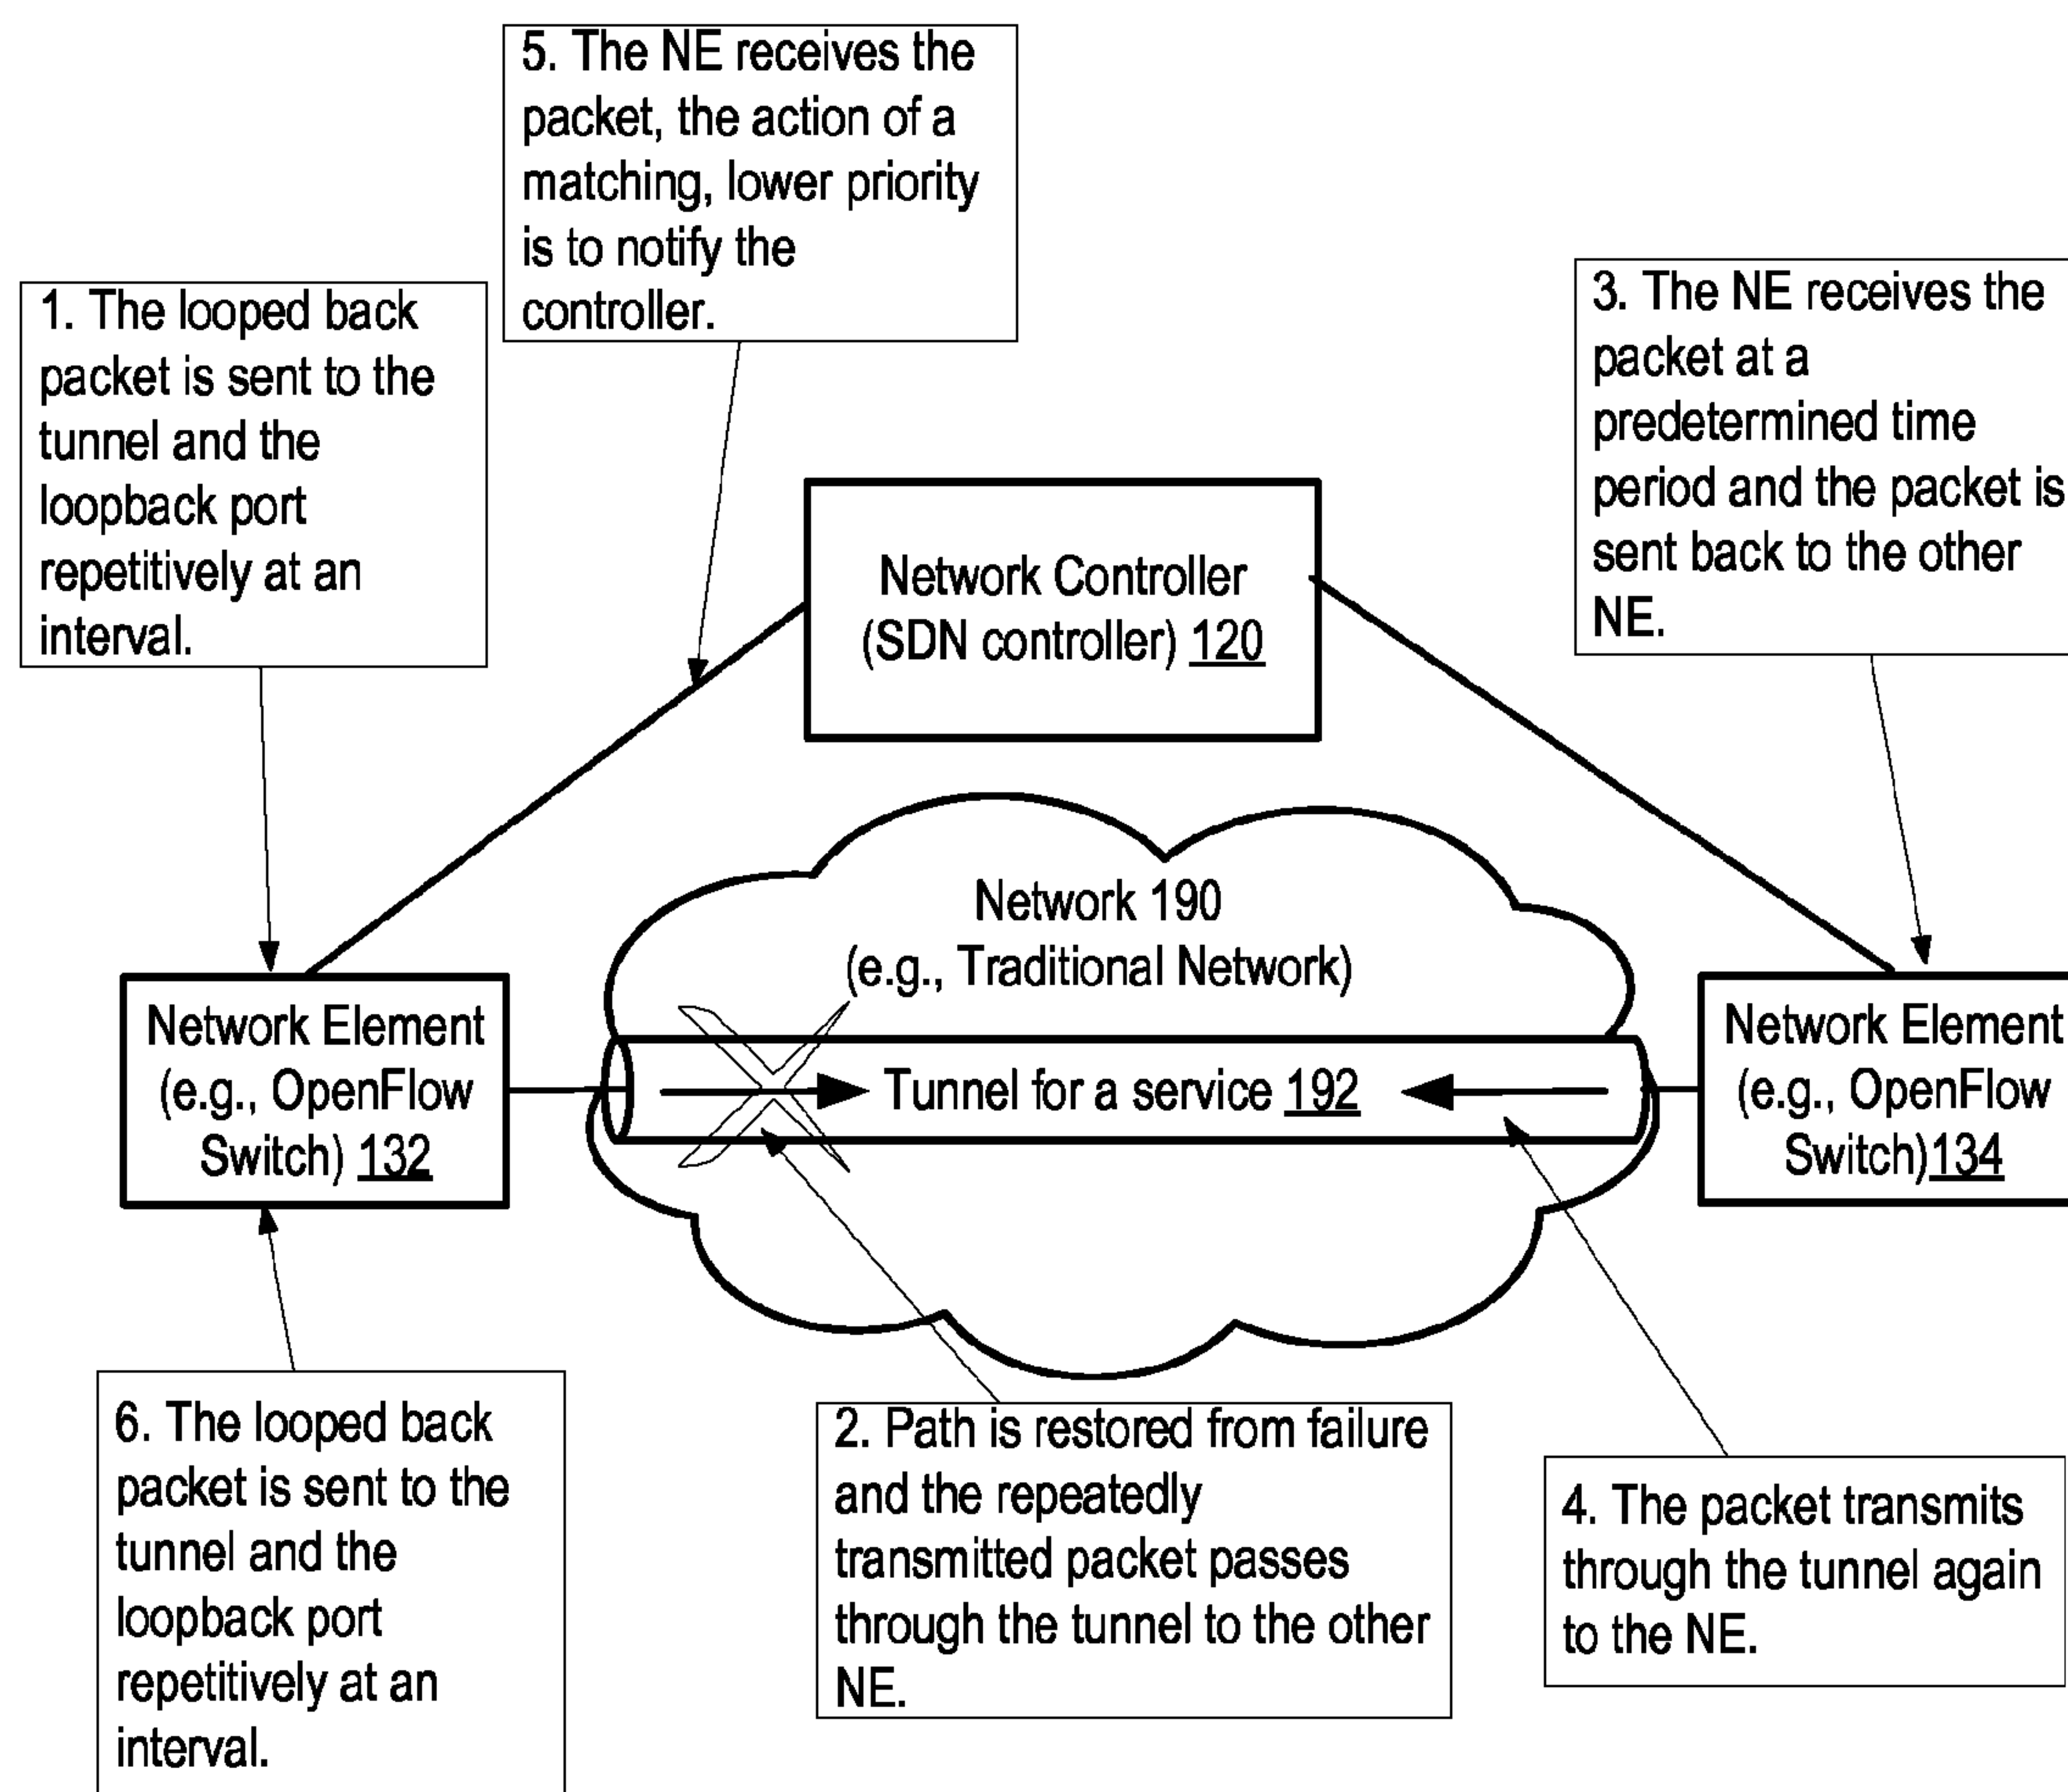 5. The NE receives the
packet, the action of a
matching, lower priority
is to notify the
controller.
1. The looped back
packet is sent to the
tunnel and the
loopback port
repetitively at an
interval.
3. The NE receives the
packet at a
predetermined time
period and the packet is
sent back to the other
NE.
Network Controller
(SDN controller) 120
Network 190
(e.g., Traditional Network)
Network Element
(e.g., OpenFlow
Switch) 132
Tunnel for a service 192
Network Element
(e.g., OpenFlow
Switch)134
6. The looped back
packet is sent to the
tunnel and the
loopback port
repetitively at an
interval.
2. Path is restored from failure
and the repeatedly
transmitted packet passes
through the tunnel to the other
NE.
4. The packet transmits
through the tunnel again
to the NE.